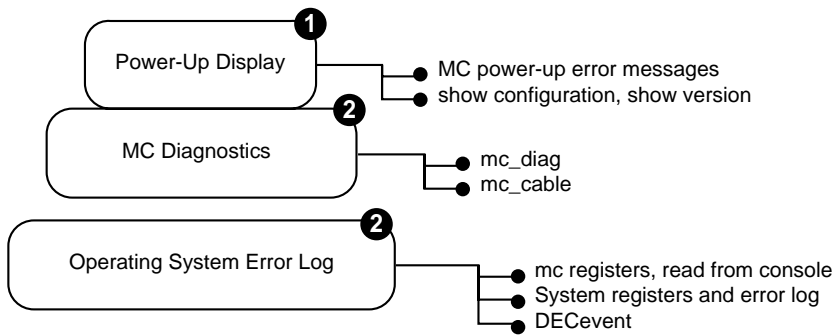 1
Power-Up Display
MC power-up error messages
show configuration, show version
2
MC Diagnostics
mc_diag
mc_cable
2
Operating System Error Log
mc registers, read from console
System registers and error log
DECevent